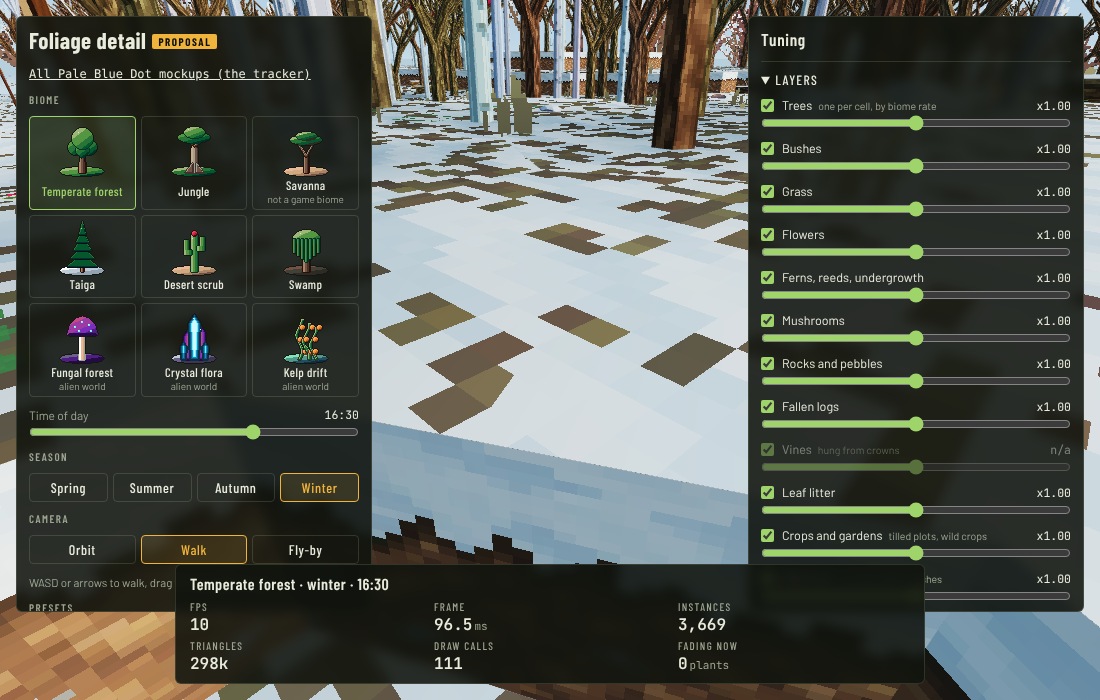 Foliage detail PROPOSAL
All Pale Blue Dot mockups (the tracker)
BIOME
Temperate forest
Jungle
Savanna
not a game biome
Taiga
Desert scrub
Swamp
Fungal forest
alien world
Crystal flora
alien world
Kelp drift
alien world
Time of day 16:30
SEASON
Spring Summer Autumn Winter
CAMERA
Orbit Walk Fly-by
WASD or arrows to walk, drag
PRESETS
Tuning
▼ LAYERS
Trees one per cell, by biome rate x1.00
Bushes x1.00
Grass x1.00
Flowers x1.00
Ferns, reeds, undergrowth x1.00
Mushrooms x1.00
Rocks and pebbles x1.00
Fallen logs x1.00
Vines hung from crowns n/a
Leaf litter x1.00
Crops and gardens tilled plots, wild crops x1.00
x1.00
Temperate forest · winter · 16:30
FPS FRAME INSTANCES
10 96.5 ms 3,669
TRIANGLES DRAW CALLS FADING NOW
298k 111 0 plants